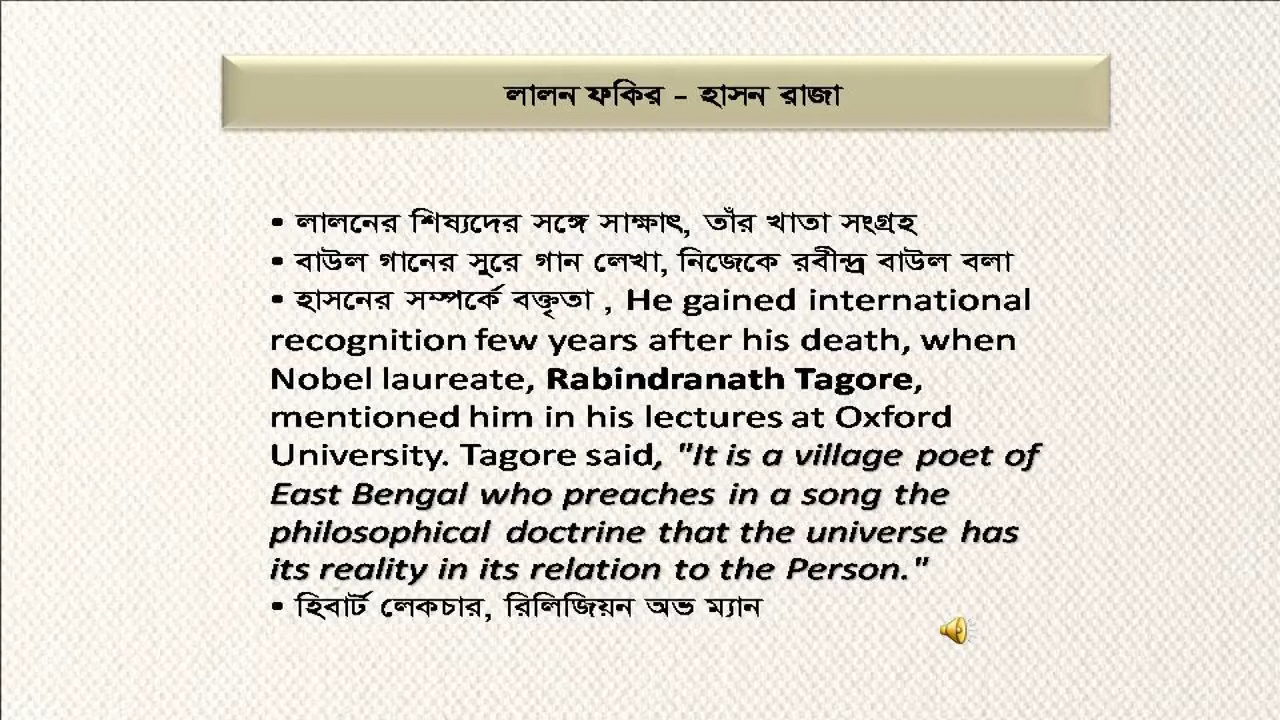 লালন ফকির – হাসন রাজা
• লালনের শিষ্যদের সঙ্গে সাক্ষাৎ, তাঁর খাতা সংগ্রহ
• বাউল গানের সুরে গান লেখা, নিজেকে রবীন্দ্র বাউল বলা
• হাসনের সম্পর্কে বক্তৃতা , He gained international
recognition few years after his death, when
Nobel laureate, Rabindranath Tagore,
mentioned him in his lectures at Oxford
University. Tagore said, "It is a village poet of
East Bengal who preaches in a song the
philosophical doctrine that the universe has
its reality in its relation to the Person."
• হিবার্ট লেকচার, রিলিজিয়ন অভ ম্যান